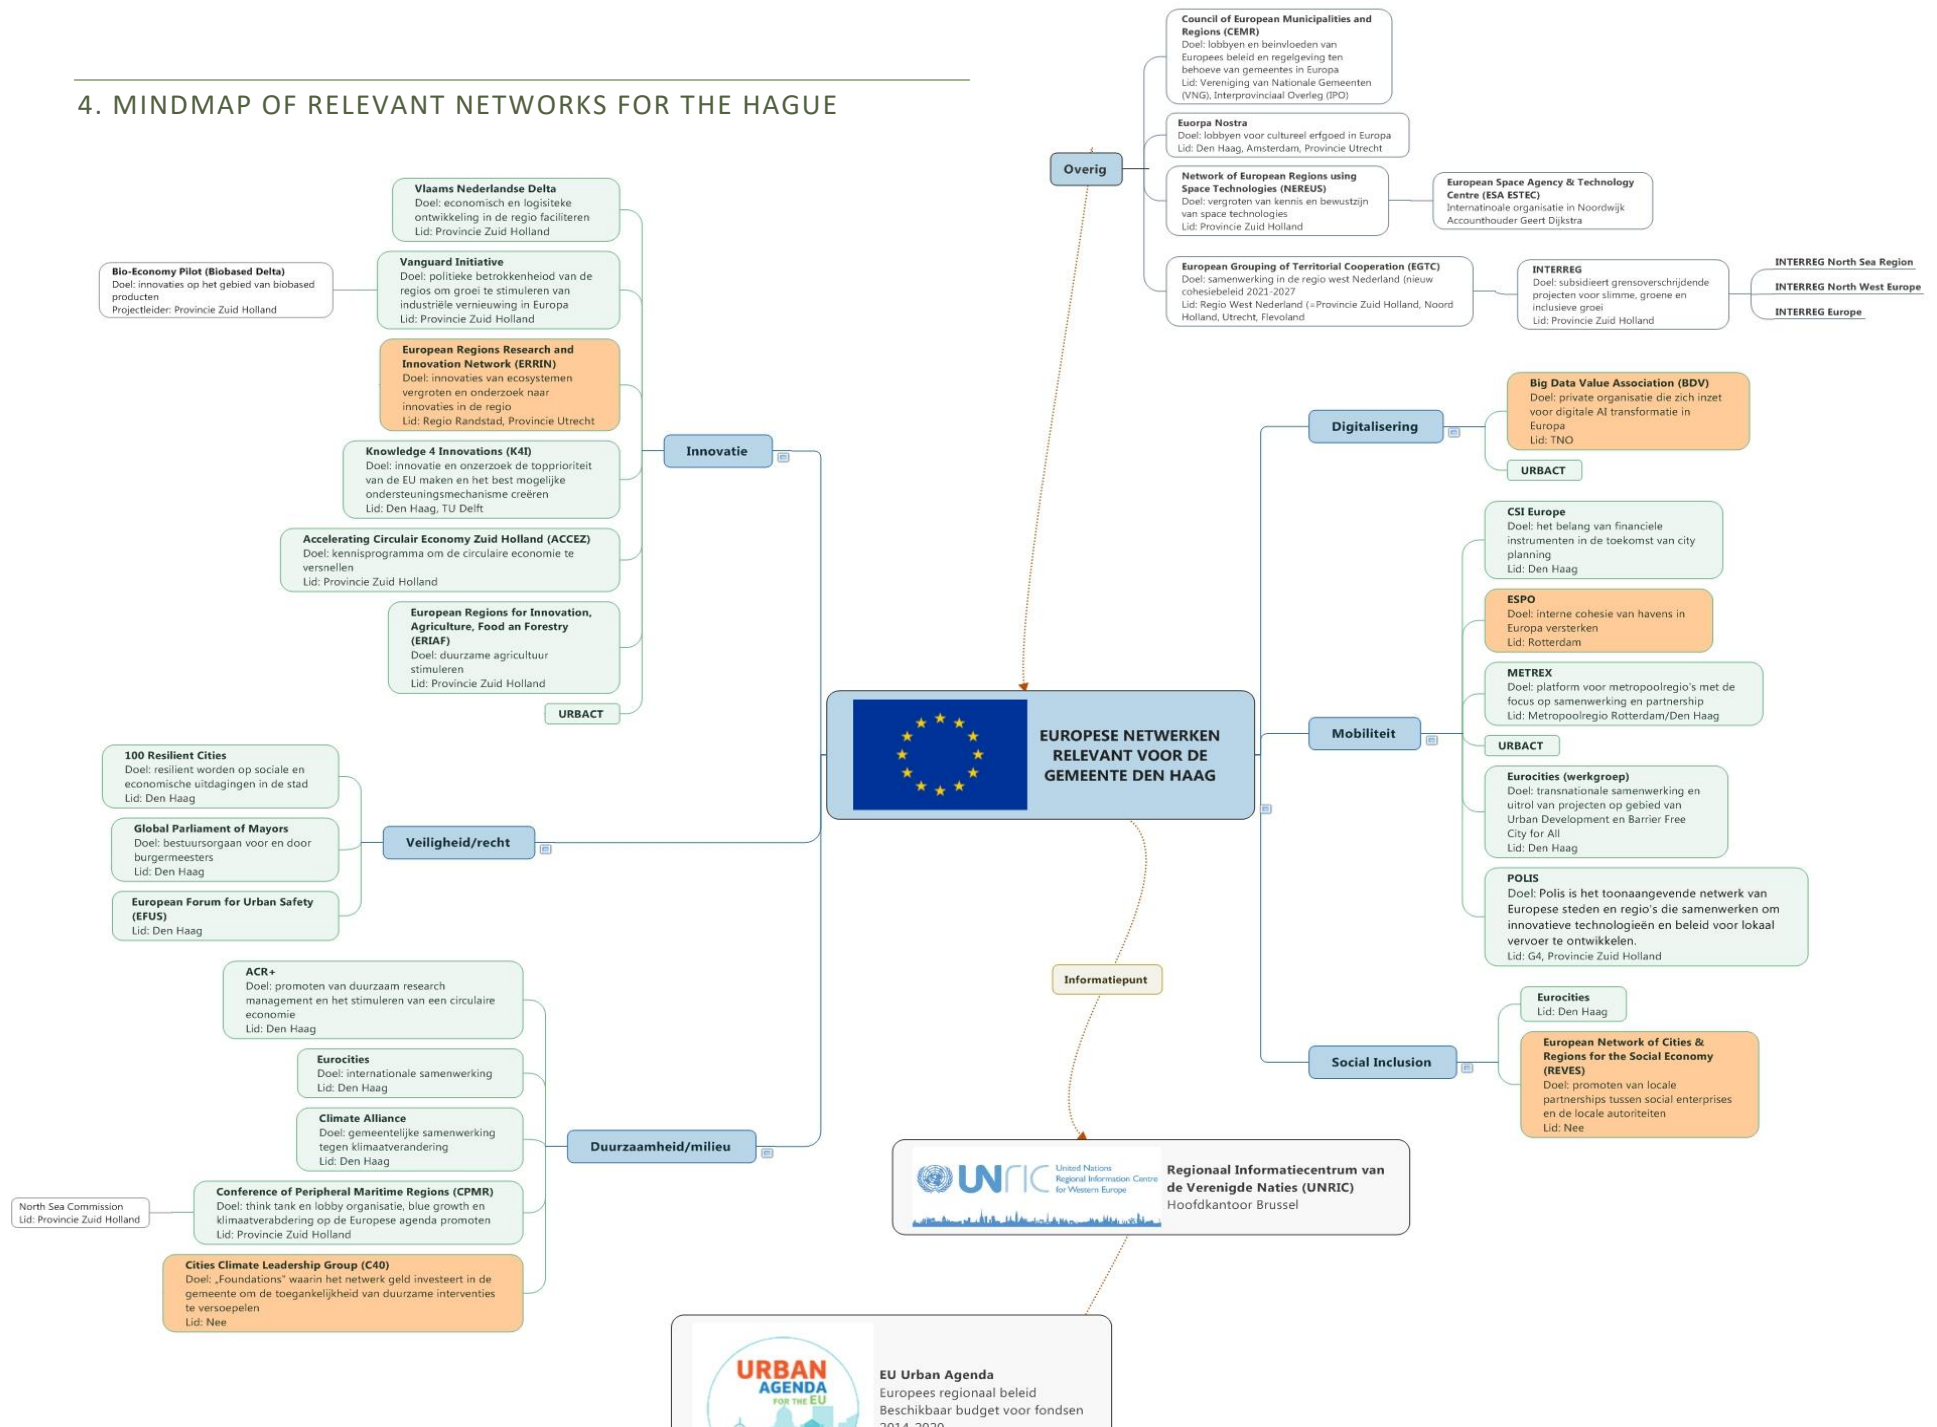 4. MINDMAP OF RELEVANT NETWORKS FOR THE HAGUE
Council of European Municipalities and
Regions (CEMR)
Doel: lobbyen en beinvloeden van
Europees beleid en regelgeving ten
behoeve van gemeentes in Europa
Lid: Vereniging van Nationale Gemeenten
(VNG), Interprovinciaal Overleg (IPO)
Euorpa Nostra
Doel: lobbyen voor cultureel erfgoed in Europa
Lid: Den Haag, Amsterdam, Provincie Utrecht
Overig
Network of European Regions using
Space Technologies (NEREUS)
Doel: vergroten van kennis en bewustzijn
van space technologies
Lid: Provincie Zuid Holland
European Space Agency & Technology
Centre (ESA ESTEC)
Internatinoale organisatie in Noordwijk
Accounthouder Geert Dijkstra
European Grouping of Territorial Cooperation (EGTC)
Doel: samenwerking in de regio west Nederland (nieuw
cohesiebeleid 2021-2027
Lid: Regio West Nederland (=Provincie Zuid Holland, Noord
Holland, Utrecht, Flevoland
INTERREG
Doel: subsidieert grensoverschrijdende
projecten voor slimme, groene en
inclusieve groei
Lid: Provincie Zuid Holland
INTERREG North Sea Region
INTERREG North West Europe
INTERREG Europe
Vlaams Nederlandse Delta
Doel: economisch en logisiteke
ontwikkeling in de regio faciliteren
Lid: Provincie Zuid Holland
Vanguard Initiative
Doel: politieke betrokkenheiod van de
regios om groei te stimuleren van
industriële vernieuwing in Europa
Lid: Provincie Zuid Holland
Bio-Economy Pilot (Biobased Delta)
Doel: innovaties op het gebied van biobased
producten
Projectleider: Provincie Zuid Holland
European Regions Research and
Innovation Network (ERRIN)
Doel: innovaties van ecosystemen
vergroten en onderzoek naar
innovaties in de regio
Lid: Regio Randstad, Provincie Utrecht
Knowledge 4 Innovations (K4I)
Doel: innovatie en onzerzoek de topprioriteit
van de EU maken en het best mogelijke
ondersteuningsmechanisme creëren
Lid: Den Haag, TU Delft
Innovatie
Accelerating Circulair Economy Zuid Holland (ACCEZ)
Doel: kennisprogramma om de circulaire economie te
versnellen
Lid: Provincie Zuid Holland
European Regions for Innovation,
Agriculture, Food an Forestry
(ERIAF)
Doel: duurzame agricultuur
stimuleren
Lid: Provincie Zuid Holland
URBACT
Digitalisering
Big Data Value Association (BDV)
Doel: private organisatie die zich inzet
voor digitale AI transformatie in
Europa
Lid: TNO
URBACT
CSI Europe
Doel: het belang van financiele
instrumenten in de toekomst van city
planning
Lid: Den Haag
ESPO
Doel: interne cohesie van havens in
Europa versterken
Lid: Rotterdam
METREX
Doel: platform voor metropoolregio's met de
focus op samenwerking en partnership
Lid: Metropoolregio Rotterdam/Den Haag
Mobiliteit
URBACT
Eurocities (werkgroep)
Doel: transnationale samenwerking en
uitrol van projecten op gebied van
Urban Development en Barrier Free
City for All
Lid: Den Haag
POLIS
Doel: Polis is het toonaangevende netwerk van
Europese steden en regio's die samenwerken om
innovatieve technologieën en beleid voor lokaal
vervoer te ontwikkelen.
Lid: G4, Provincie Zuid Holland
EUROPESE NETWERKEN
RELEVANT VOOR DE
GEMEENTE DEN HAAG
100 Resilient Cities
Doel: resilient worden op sociale en
economische uitdagingen in de stad
Lid: Den Haag
Global Parliament of Mayors
Doel: bestuursorgaan voor en door
burgermeesters
Lid: Den Haag
Veiligheid/recht
European Forum for Urban Safety
(EFUS)
Lid: Den Haag
ACR+
Doel: promoten van duurzaam research
management en het stimuleren van een circulaire
economie
Lid: Den Haag
Eurocities
Doel: internationale samenwerking
Lid: Den Haag
Climate Alliance
Doel: gemeentelijke samenwerking
tegen klimaatverandering
Lid: Den Haag
Duurzaamheid/milieu
Conference of Peripheral Maritime Regions (CPMR)
Doel: think tank en lobby organisatie, blue growth en
klimaatverabdering op de Europese agenda promoten
Lid: Provincie Zuid Holland
North Sea Commission
Lid: Provincie Zuid Holland
Cities Climate Leadership Group (C40)
Doel: „Foundations" waarin het netwerk geld investeert in de
gemeente om de toegankelijkheid van duurzame interventies
te versoepelen
Lid: Nee
Informatiepunt
Social Inclusion
Eurocities
Lid: Den Haag
European Network of Cities &
Regions for the Social Economy
(REVES)
Doel: promoten van locale
partnerships tussen social enterprises
en de locale autoriteiten
Lid: Nee
UNRIC
United Nations
Regional Information Centre
for Western Europe
Regionaal Informatiecentrum van
de Verenigde Naties (UNRIC)
Hoofdkantoor Brussel
URBAN
AGENDA
FOR THE EU
EU Urban Agenda
Europees regionaal beleid
Beschikbaar budget voor fondsen
2014-2020